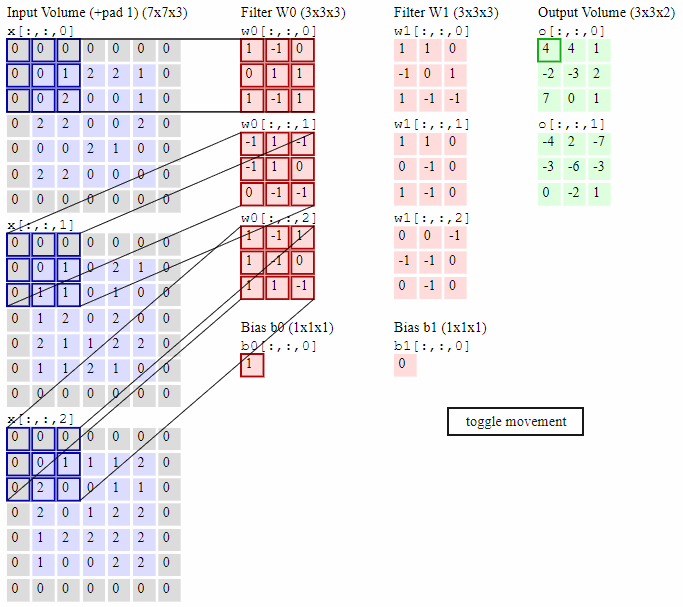 Input Volume (+pad 1) (7x7x3)
x[:,:,0]
0 0 0 0 0 0 0
0 0 1 2 2 1 0
0 0 2 0 0 1 0
0 2 2 0 0 2 0
0 0 0 2 1 0 0
0 2 2 0 0 0 0
0 0 0 0 0 0 0
x[:,:,1]
0 0 0 0 0 0 0
0 0 1 0 2 1 0
0 1 1 0 1 0 0
0 1 2 0 2 0 0
0 2 1 1 2 2 0
0 1 1 2 1 0 0
0 0 0 0 0 0 0
x[:,:,2]
0 0 0 0 0 0 0
0 0 1 1 1 2 0
0 2 0 0 1 1 0
0 2 0 1 2 2 0
0 1 2 2 2 2 0
0 1 0 0 2 2 0
0 0 0 0 0 0 0
Filter W0 (3x3x3)
w0[:,:,0]
1 -1 0
0 1 1
1 -1 1
w0[:,:,1]
-1 1 -1
-1 1 0
0 -1 -1
w0[:,:,2]
1 -1 1
1 -1 0
1 1 -1
Bias b0 (1x1x1)
b0[:,:,0]
1
Filter W1 (3x3x3)
w1[:,:,0]
1 1 0
-1 0 1
1 -1 -1
w1[:,:,1]
1 1 0
0 -1 0
1 -1 0
w1[:,:,2]
0 0 -1
-1 -1 0
0 -1 0
Bias b1 (1x1x1)
b1[:,:,0]
0
Output Volume (3x3x2)
o[:,:,0]
4 4 1
-2 -3 2
7 0 1
o[:,:,1]
-4 2 -7
-3 -6 -3
0 -2 1
toggle movement